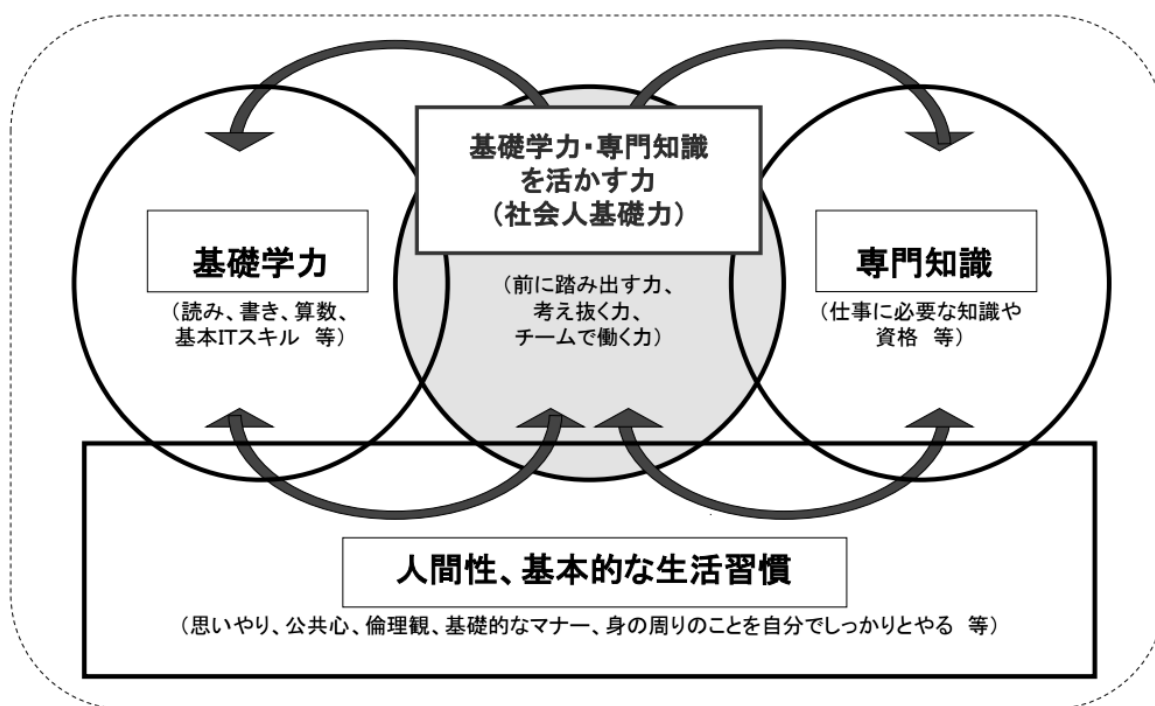 基礎学力・専門知識
を活かす力
（社会人基礎力）
基礎学力
（読み、書き、算数、
基本ITスキル　等）
（前に踏み出す力、
考え抜く力、
チームで働く力）
専門知識
（仕事に必要な知識や
資格　等）
人間性、基本的な生活習慣
（思いやり、公共心、倫理観、基礎的なマナー、身の周りのことを自分でしっかりとやる　等）